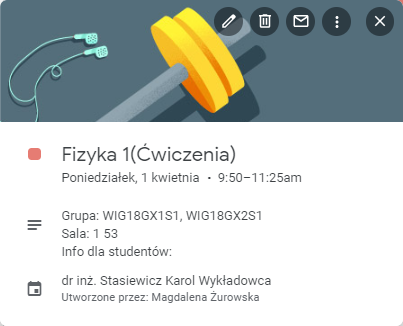 Fizyka 1(Ćwiczenia)
Poniedziałek, 1 kwietnia • 9:50–11:25am
Grupa: WIG18GX1S1, WIG18GX2S1
Sala: 1 53
Info dla studentów:
dr inż. Stasiewicz Karol Wykładowca
Utworzone przez: Magdalena Żurowska